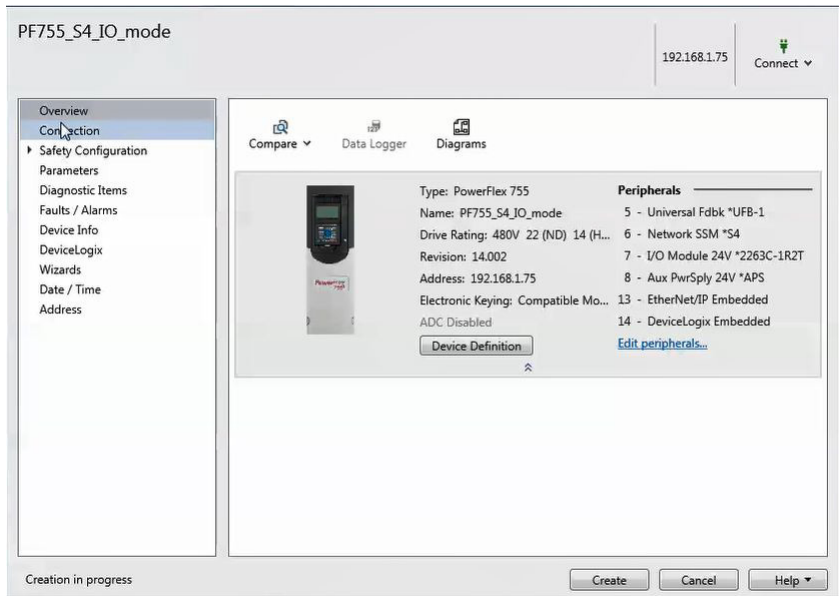 PF755_S4_IO_mode
192.168.1.75
Connect
Overview
Connection
Safety Configuration
Parameters
Diagnostic Items
Faults / Alarms
Device Info
DeviceLogix
Wizards
Date / Time
Address
Compare
Data Logger
Diagrams
Type: PowerFlex 755
Name: PF755_S4_IO_mode
Drive Rating: 480V 22 (ND) 14 (H...
Revision: 14.002
Address: 192.168.1.75
Electronic Keying: Compatible Mo...
ADC Disabled
Device Definition
Peripherals
5 - Universal Fdbk *UFB-1
6 - Network SSM *S4
7 - I/O Module 24V *2263C-1R2T
8 - Aux PwrSply 24V *APS
13 - EtherNet/IP Embedded
14 - DeviceLogix Embedded
Edit peripherals...
Creation in progress
Create
Cancel
Help